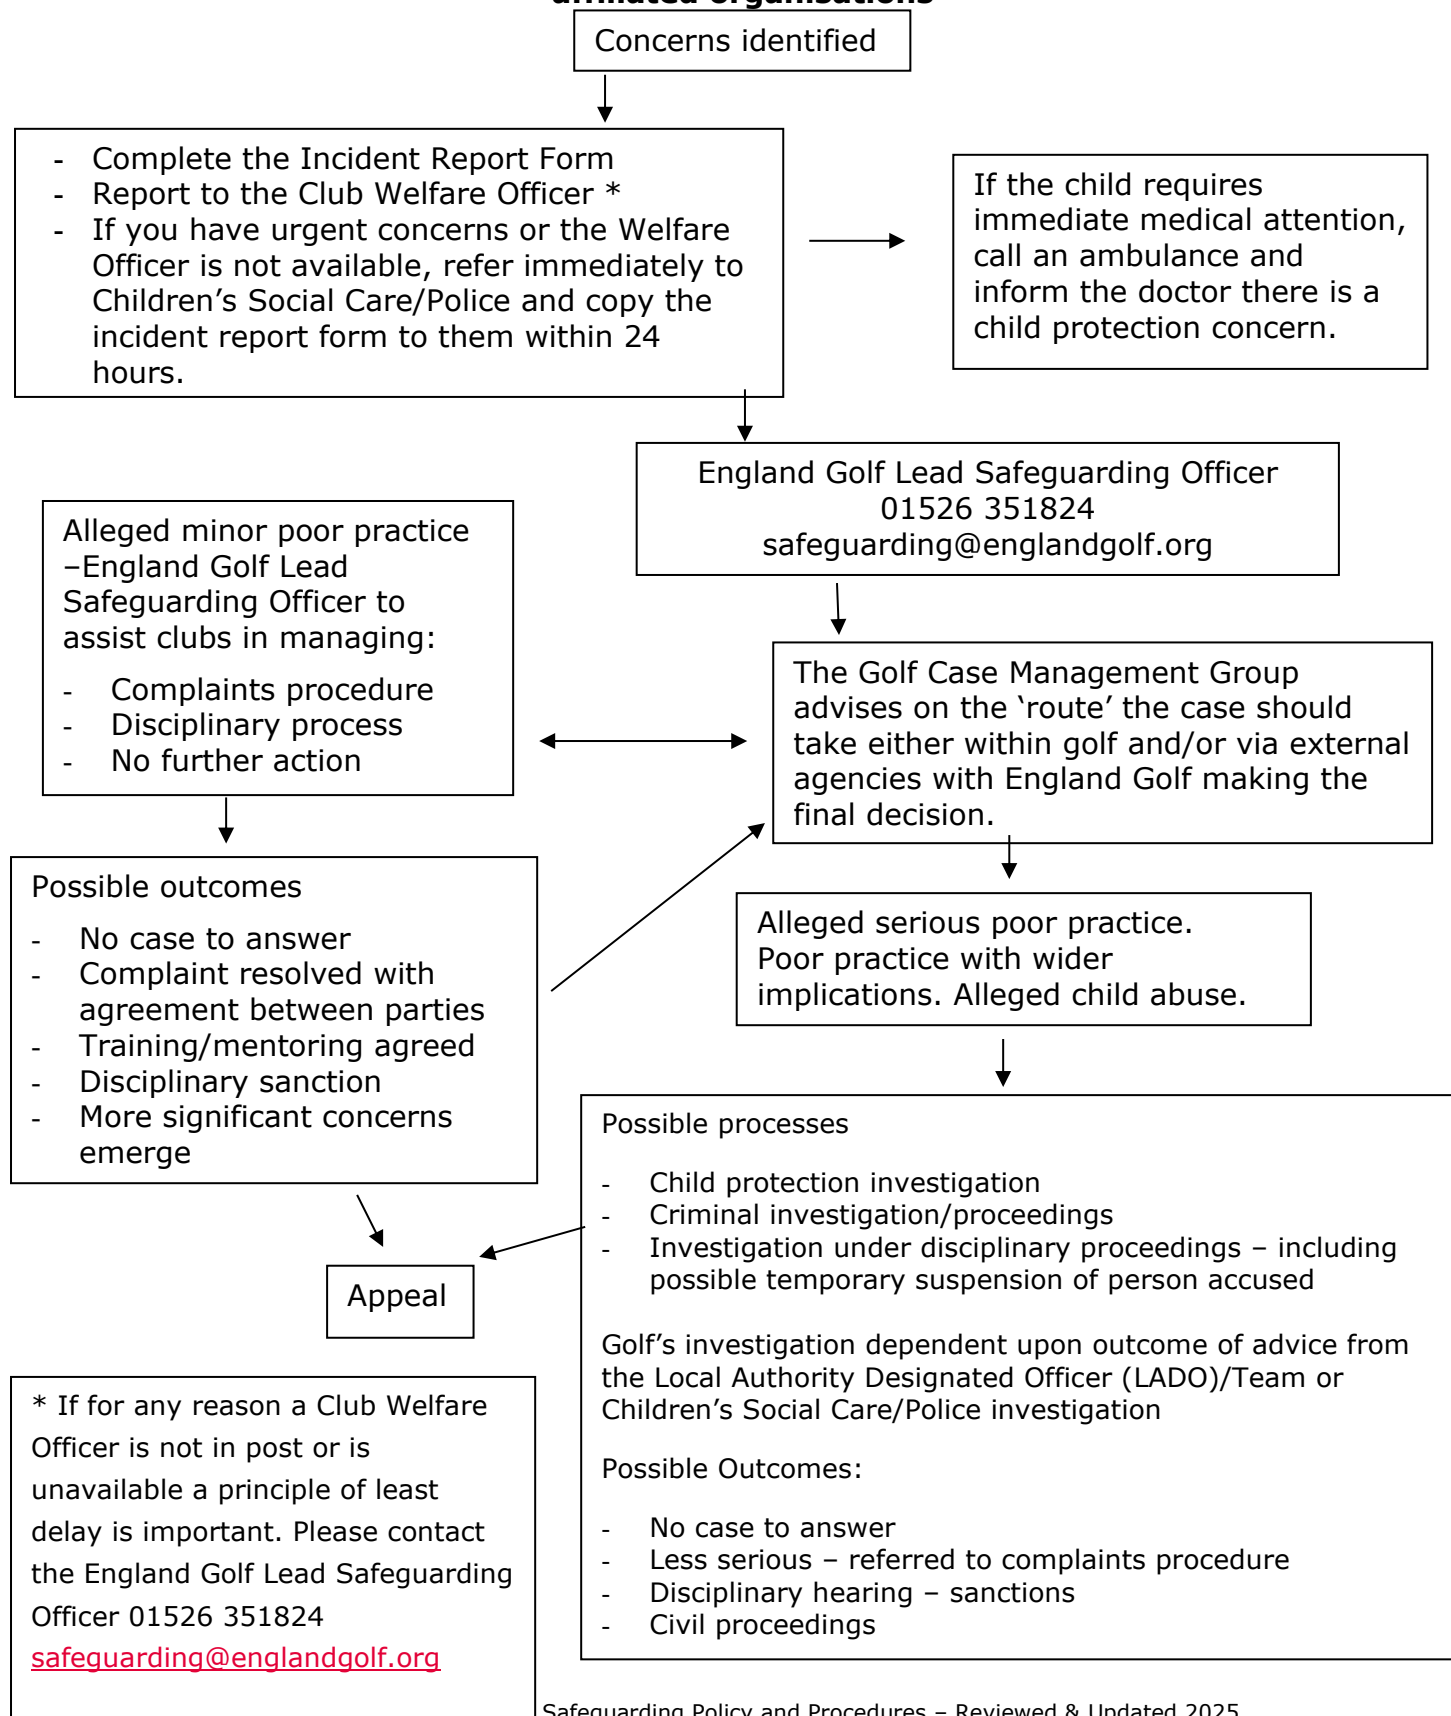 affiliated organisations
Concerns identified
- Complete the Incident Report Form
- Report to the Club Welfare Officer *
- If you have urgent concerns or the Welfare
Officer is not available, refer immediately to
Children’s Social Care/Police and copy the
incident report form to them within 24
hours.
If the child requires
immediate medical attention,
call an ambulance and
inform the doctor there is a
child protection concern.
England Golf Lead Safeguarding Officer
01526 351824
safeguarding@englandgolf.org
Alleged minor poor practice
–England Golf Lead
Safeguarding Officer to
assist clubs in managing:
- Complaints procedure
- Disciplinary process
- No further action
The Golf Case Management Group
advises on the ‘route’ the case should
take either within golf and/or via external
agencies with England Golf making the
final decision.
Possible outcomes
- No case to answer
- Complaint resolved with
agreement between parties
- Training/mentoring agreed
- Disciplinary sanction
- More significant concerns
emerge
Alleged serious poor practice.
Poor practice with wider
implications. Alleged child abuse.
Possible processes
- Child protection investigation
- Criminal investigation/proceedings
- Investigation under disciplinary proceedings – including
possible temporary suspension of person accused
Golf’s investigation dependent upon outcome of advice from
the Local Authority Designated Officer (LADO)/Team or
Children’s Social Care/Police investigation
Possible Outcomes:
- No case to answer
- Less serious – referred to complaints procedure
- Disciplinary hearing – sanctions
- Civil proceedings
Appeal
* If for any reason a Club Welfare
Officer is not in post or is
unavailable a principle of least
delay is important. Please contact
the England Golf Lead Safeguarding
Officer 01526 351824
safeguarding@englandgolf.org
Safeguarding Policy and Procedures – Reviewed & Updated 2025